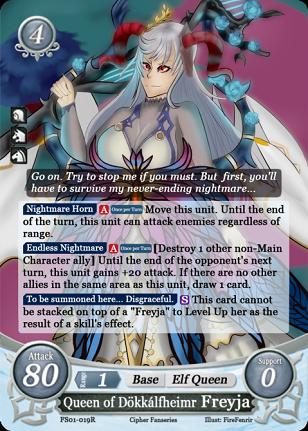 4
Go on. Try to stop me if you must. But first, you'll
have to survive my never-ending nightmare...
Nightmare Horn A Once per Turn Move this unit. Until the end
of the turn, this unit can attack enemies regardless of
range.
Endless Nightmare A Once per Turn [Destroy 1 other non-Main
Character ally] Until the end of the opponent's next
turn, this unit gains +20 attack. If there are no other
allies in the same area as this unit, draw 1 card.
To be summoned here... Disgraceful. S This card cannot
be stacked on top of a "Freyja" to Level Up her as the
result of a skill's effect.
Attack
80
Range
1
Base
Elf Queen
Support
0
Queen of Dökkálfheimr Freyja
FS01-019R
Cipher Fanseries
Illust: FireFenrir